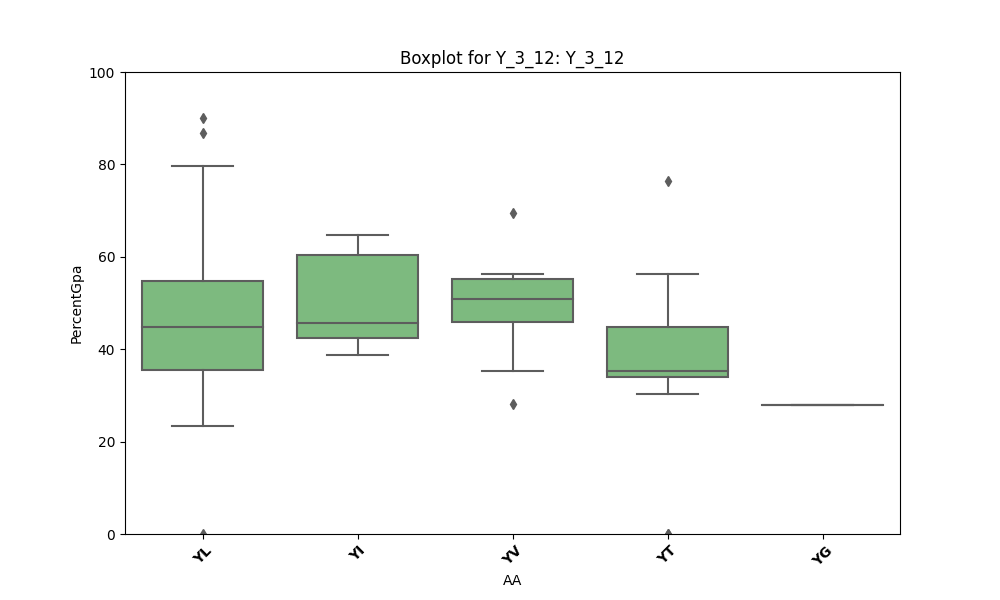 Boxplot for Y_3_12: Y_3_12
PercentGpa
100
80
60
40
20
0
YL
YI
YV
YT
YG
AA